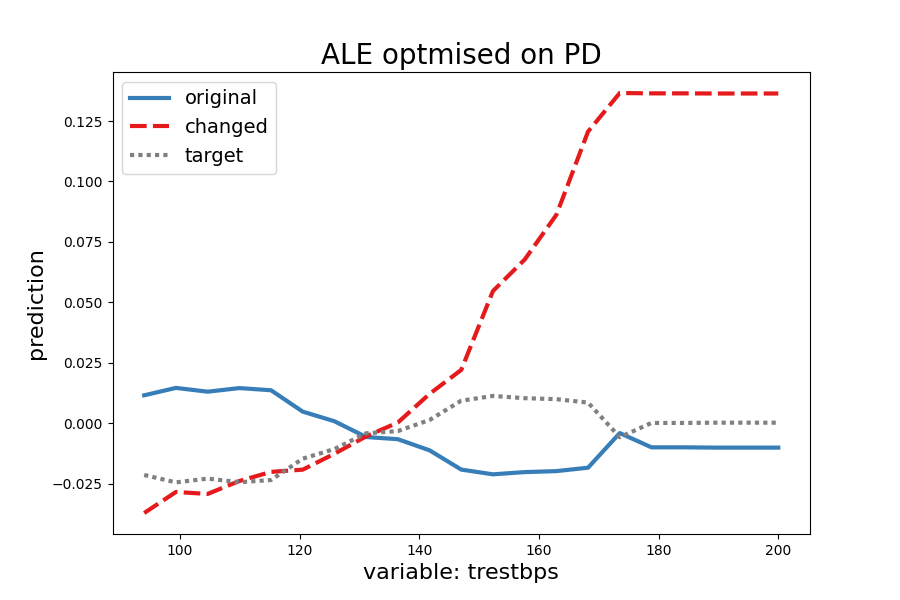 ALE optmised on PD
original
changed
target
0.125
0.100
0.075
0.050
0.025
0.000
−0.025
prediction
100 120 140 160 180 200
variable: trestbps